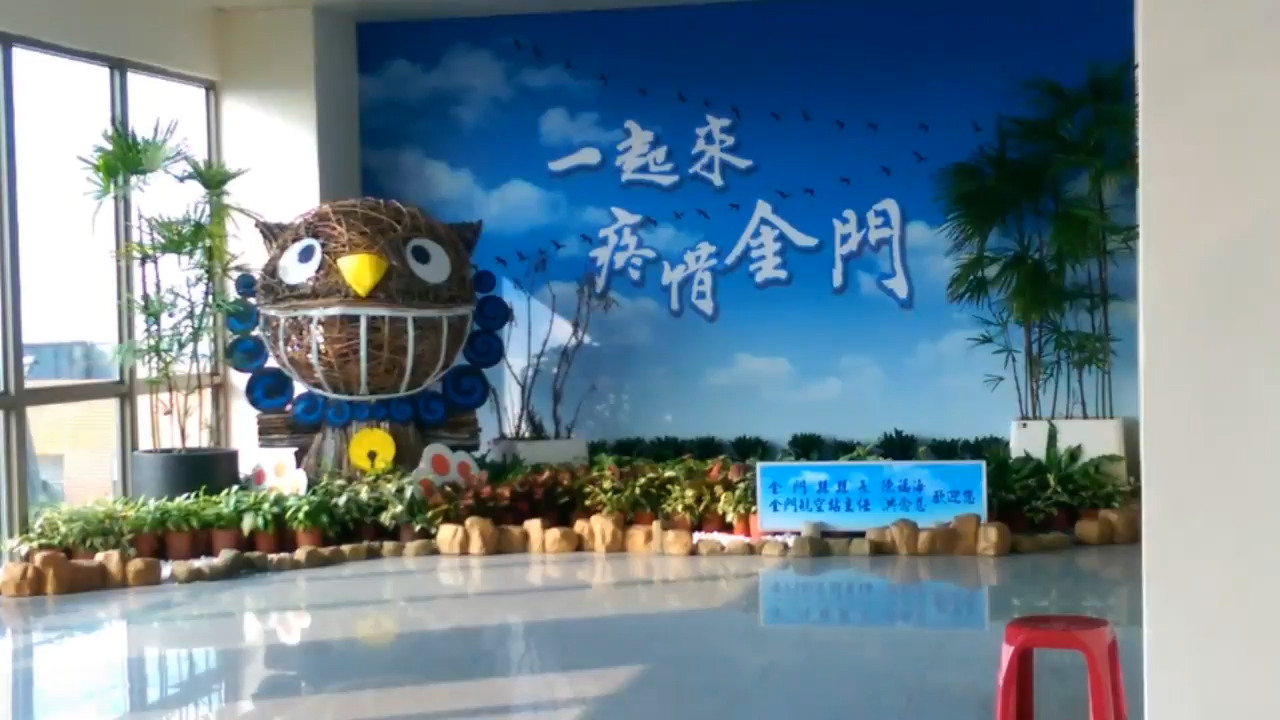 一起來
疼惜金門
金門縣縣長 陳福海
金門航空站主任 洪念慈
歡迎您